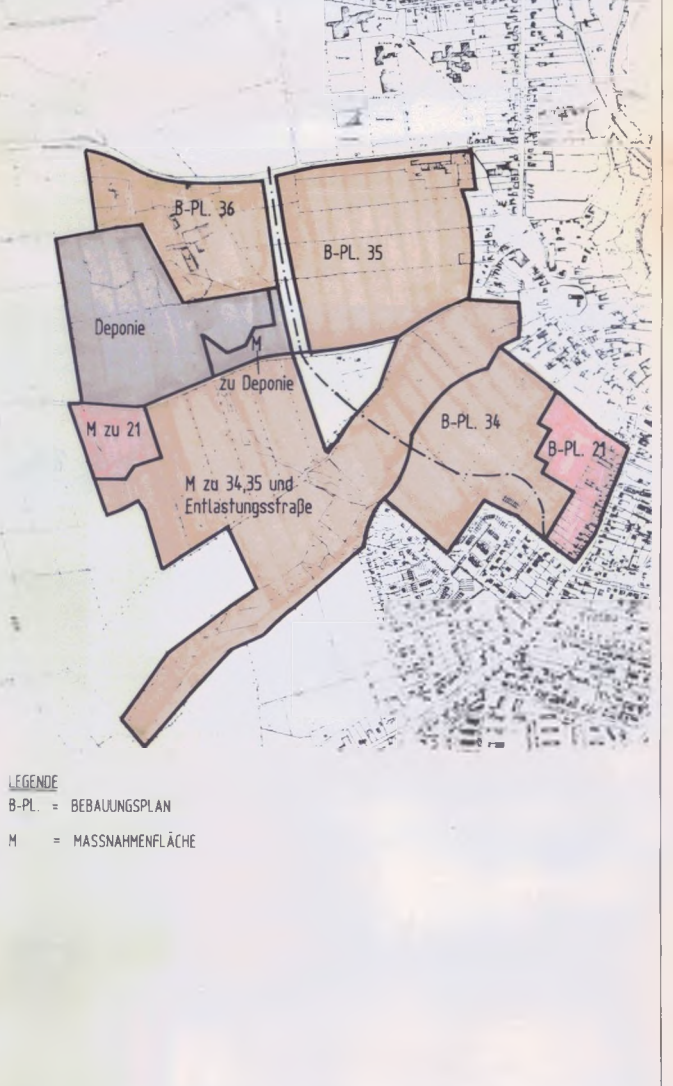 B-PL. 36
B-PL. 35
Deponie
M
zu Deponie
M zu 21
B-PL. 34
B-PL. 21
M zu 34,35 und
Entlastungsstraße
LEGENDE
B-PL. = BEBAUUNGSPLAN
M = MASSNAHMENFLÄCHE